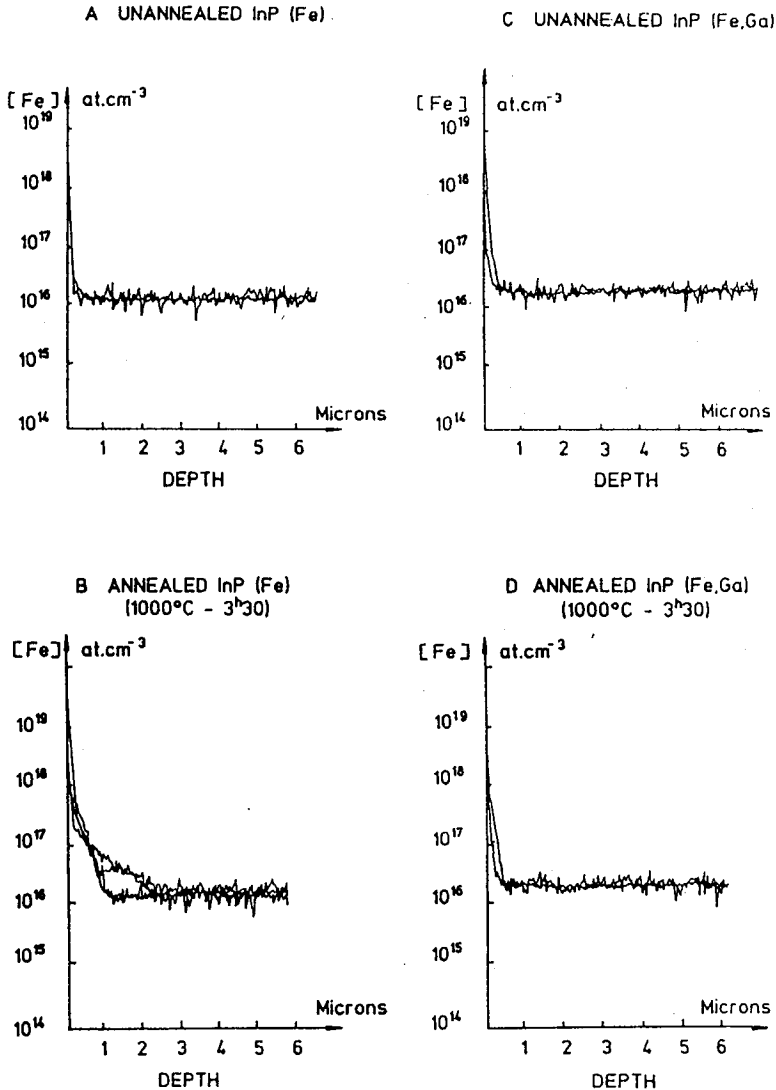 A UNANNEALED InP (Fe)
[Fe] at.cm⁻³
10¹⁹
10¹⁸
10¹⁷
10¹⁶
10¹⁵
10¹⁴
Microns
1 2 3 4 5 6
DEPTH
C UNANNEALED InP (Fe,Ga)
[Fe] at.cm⁻³
10¹⁹
10¹⁸
10¹⁷
10¹⁶
10¹⁵
10¹⁴
Microns
1 2 3 4 5 6
DEPTH
B ANNEALED InP (Fe)
(1000°C - 3ʰ30)
[Fe] at.cm⁻³
10¹⁹
10¹⁸
10¹⁷
10¹⁶
10¹⁵
10¹⁴
Microns
1 2 3 4 5 6
DEPTH
D ANNEALED InP (Fe,Ga)
(1000°C - 3ʰ30)
[Fe] at.cm⁻³
10¹⁹
10¹⁸
10¹⁷
10¹⁶
10¹⁵
10¹⁴
Microns
1 2 3 4 5 6
DEPTH